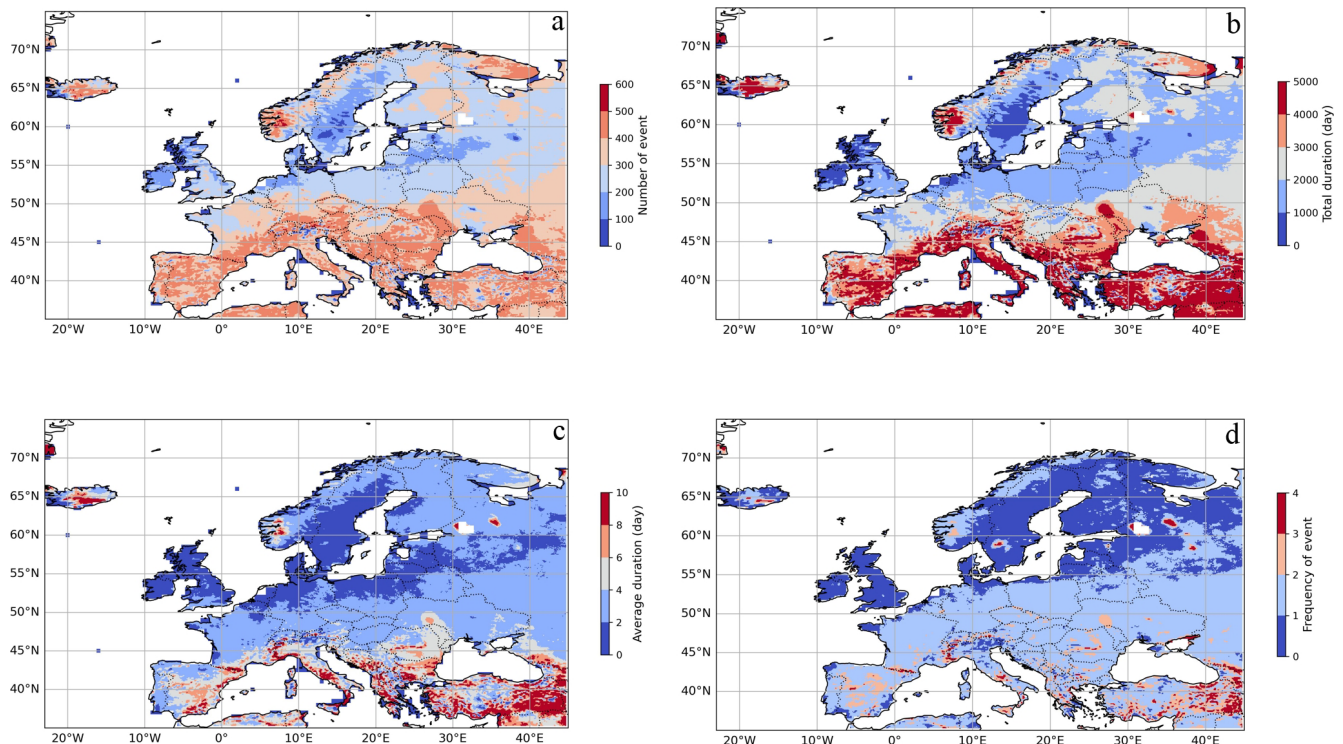 a
70°N
65°N
60°N
55°N
50°N
45°N
40°N
20°W
10°W
0°
10°E
20°E
30°E
40°E
600
500
400
300
200
100
0
Number of event
b
70°N
65°N
60°N
55°N
50°N
45°N
40°N
20°W
10°W
0°
10°E
20°E
30°E
40°E
5000
4000
3000
2000
1000
0
Total duration (day)
c
70°N
65°N
60°N
55°N
50°N
45°N
40°N
20°W
10°W
0°
10°E
20°E
30°E
40°E
10
8
6
4
2
0
Average duration (day)
d
70°N
65°N
60°N
55°N
50°N
45°N
40°N
20°W
10°W
0°
10°E
20°E
30°E
40°E
4
3
2
1
0
Frequency of event